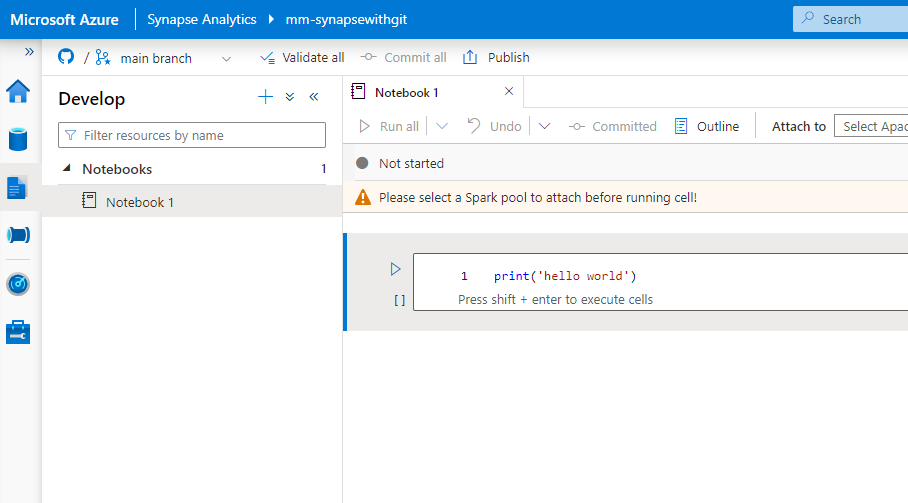 Microsoft Azure Synapse Analytics mm-synapsewithgit Search
/ main branch Validate all Commit all Publish
Develop
Notebook 1
Filter resources by name
Run all Undo Committed Outline Attach to Select Apac
Notebooks 1
Not started
Notebook 1
Please select a Spark pool to attach before running cell!
1 print('hello world')
[ ] Press shift + enter to execute cells